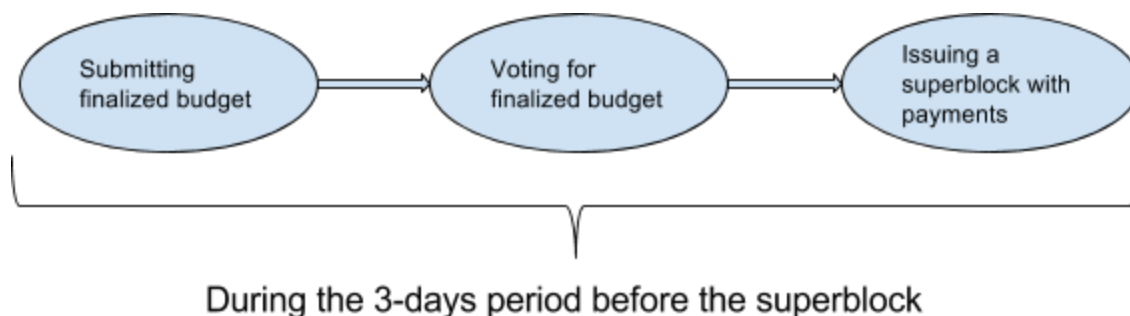 Submitting
finalized budget
Voting for
finalized budget
Issuing a
superblock with
payments
During the 3-days period before the superblock